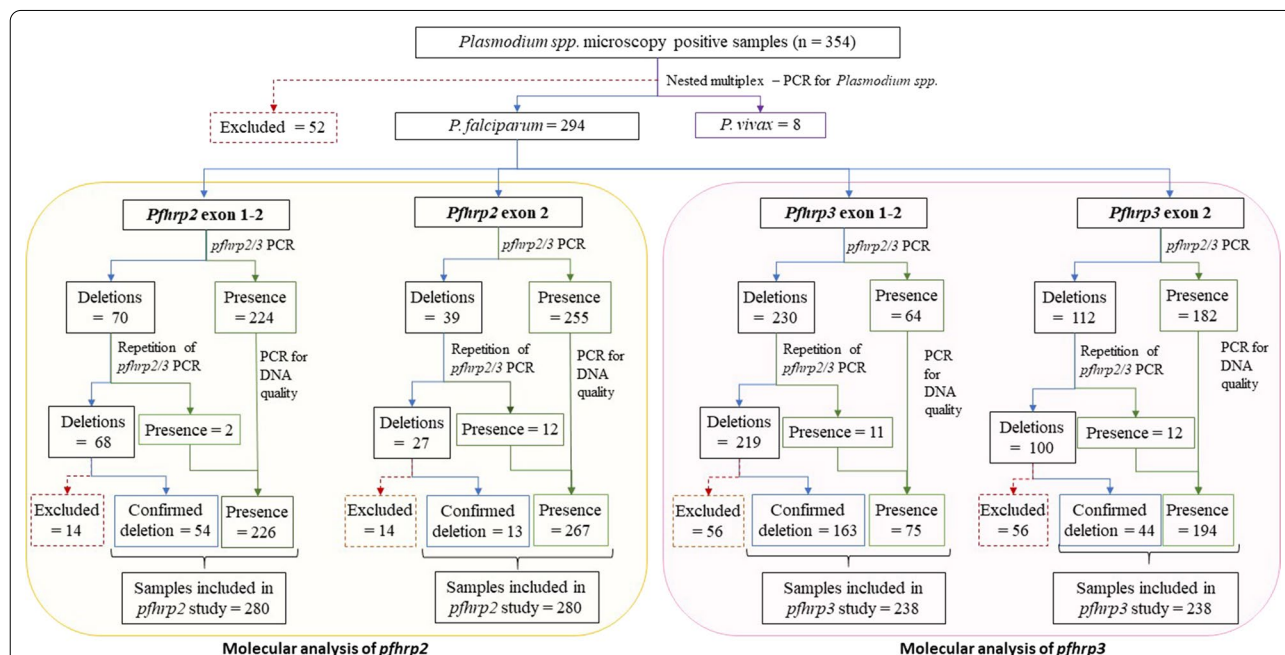 Plasmodium spp. microscopy positive samples (n = 354)
Nested multiplex – PCR for Plasmodium spp.
Excluded = 52
P. falciparum = 294
P. vivax = 8
Pfhrp2 exon 1-2
pfhrp2/3 PCR
Deletions
= 70
Presence
= 224
Repetition of
pfhrp2/3 PCR
PCR for
DNA
quality
Deletions
= 68
Presence = 2
Excluded
= 14
Confirmed
deletion = 54
Presence
= 226
Samples included in
pfhrp2 study = 280
Pfhrp2 exon 2
pfhrp2/3 PCR
Deletions
= 39
Presence
= 255
Repetition of
pfhrp2/3 PCR
PCR for
DNA
quality
Deletions
= 27
Presence = 12
Excluded
= 14
Confirmed
deletion = 13
Presence
= 267
Samples included in
pfhrp2 study = 280
Molecular analysis of pfhrp2
Pfhrp3 exon 1-2
pfhrp2/3 PCR
Deletions
= 230
Presence
= 64
Repetition of
pfhrp2/3 PCR
PCR
for
DNA
quality
Deletions
= 219
Presence = 11
Excluded
= 56
Confirmed
deletion = 163
Presence
= 75
Samples included in
pfhrp3 study = 238
Pfhrp3 exon 2
pfhrp2/3 PCR
Deletions
= 112
Presence
= 182
Repetition of
pfhrp2/3 PCR
PCR for
DNA
quality
Deletions
= 100
Presence = 12
Excluded
= 56
Confirmed
deletion = 44
Presence
= 194
Samples included in
pfhrp3 study = 238
Molecular analysis of pfhrp3